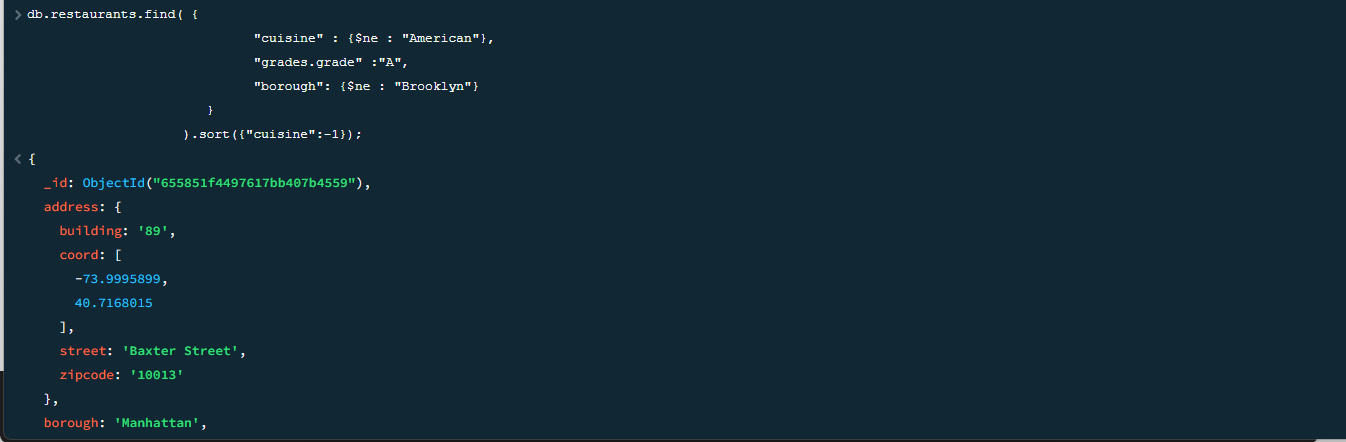 > db.restaurants.find( {
"cuisine" : {$ne : "American"},
"grades.grade" :"A",
"borough": {$ne : "Brooklyn"}
}
).sort({"cuisine":-1});
< {
_id: ObjectId("655851f4497617bb407b4559"),
address: {
building: '89',
coord: [
-73.9995899,
40.7168015
],
street: 'Baxter Street',
zipcode: '10013'
},
borough: 'Manhattan',